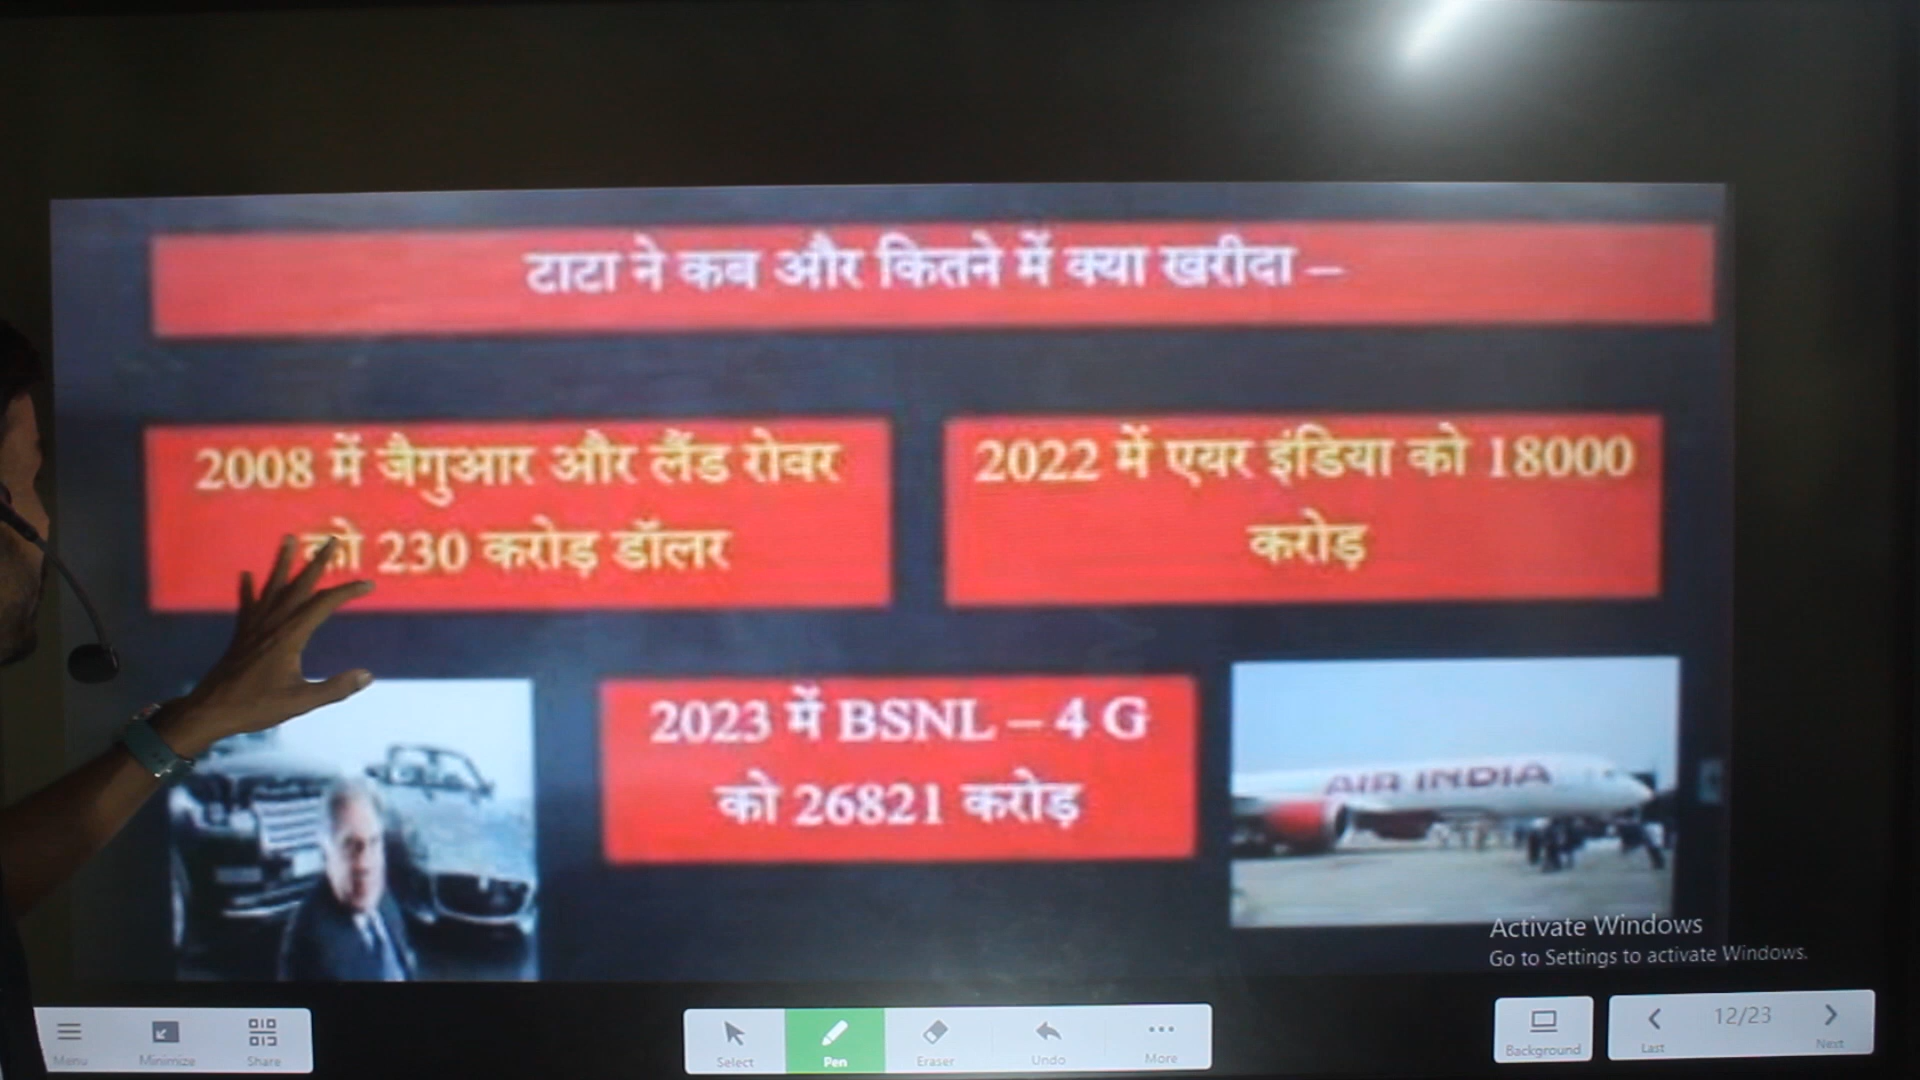 टाटा ने कब और कितने में क्या खरीदा –
2008 में जैगुआर और लैंड रोवर
को 230 करोड़ डॉलर
2022 में एयर इंडिया को 18000
करोड़
2023 में BSNL – 4 G
को 26821 करोड़
AIR INDIA
Activate Windows
Go to Settings to activate Windows.
Menu
Minimize
Share
Select
Pen
Eraser
Undo
More
Background
Last
12/23
Next